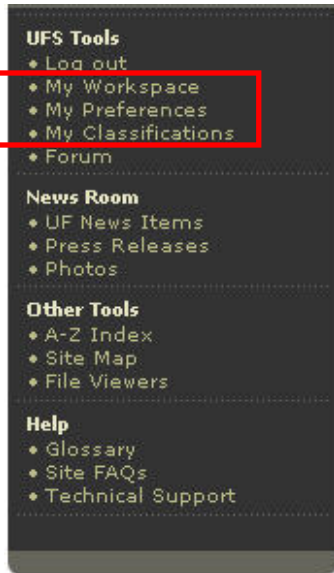 UFS Tools
Log out
My Workspace
My Preferences
My Classifications
Forum
News Room
UF News Items
Press Releases
Photos
Other Tools
A-Z Index
Site Map
File Viewers
Help
Glossary
Site FAQs
Technical Support